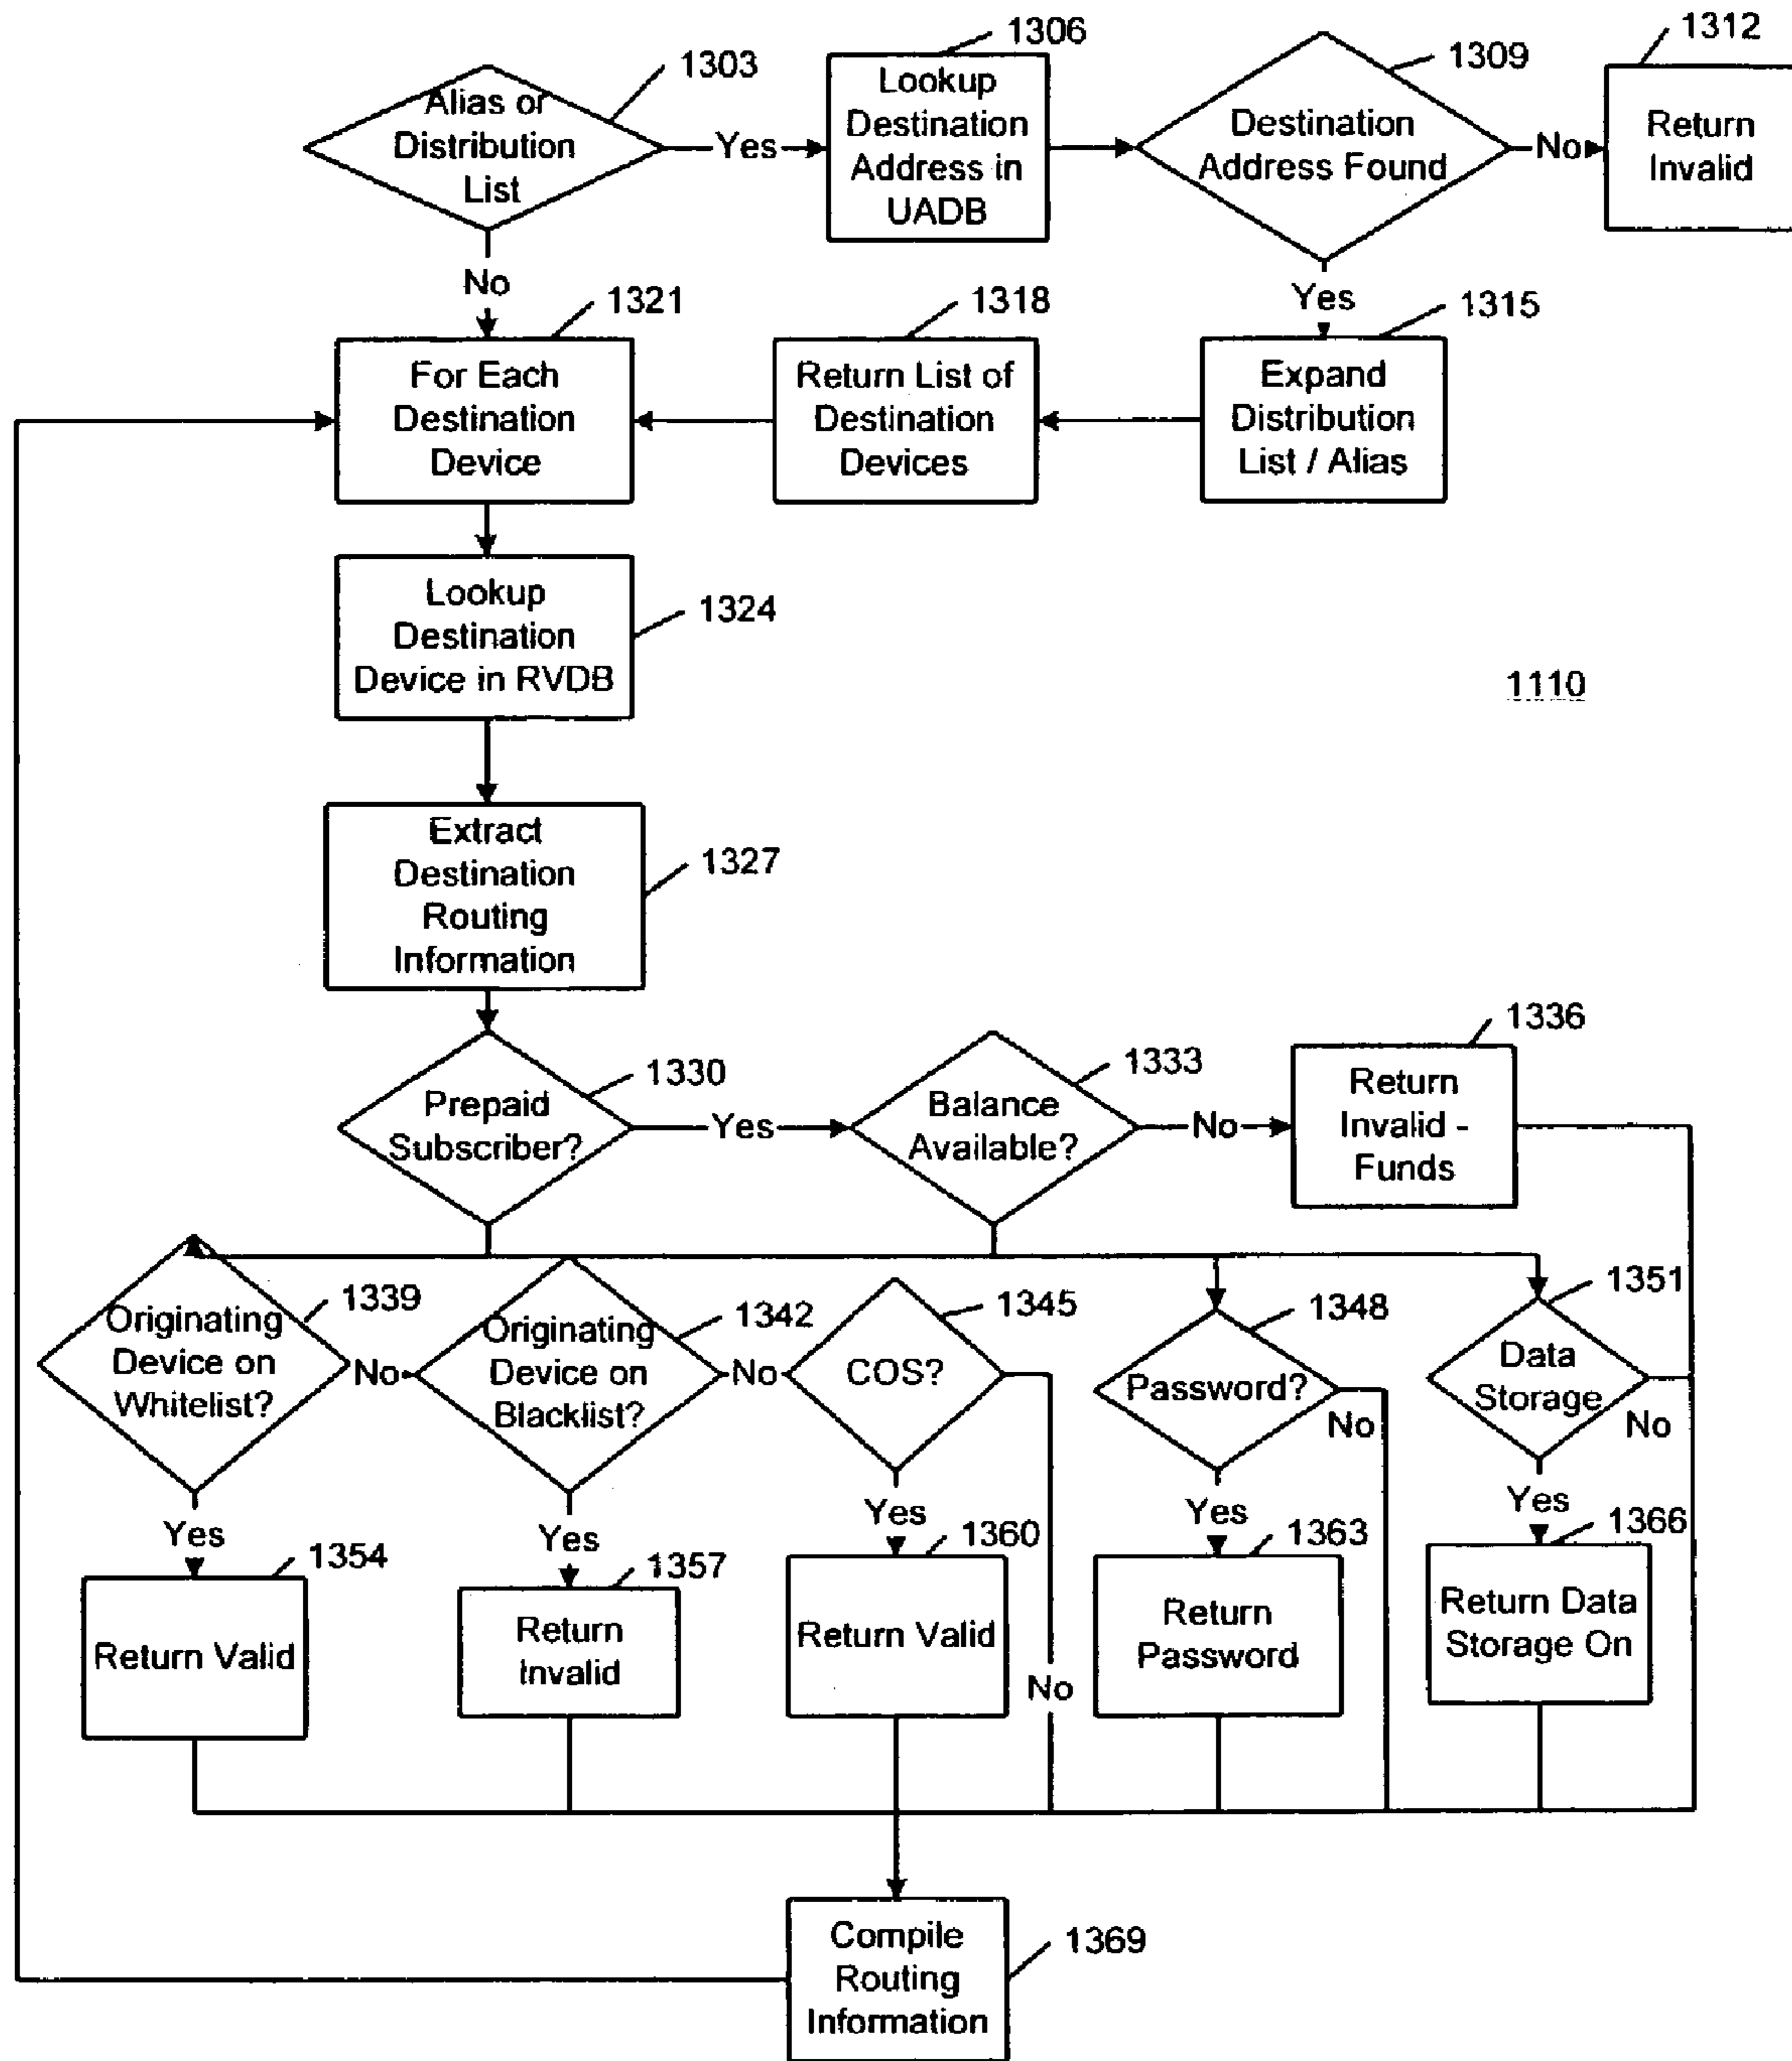 1303
Alias or
Distribution
List
Yes
1306
Lookup
Destination
Address in
UADB
1309
Destination
Address Found
No
1312
Return
Invalid
No
Yes
1321
For Each
Destination
Device
1318
Return List of
Destination
Devices
1315
Expand
Distribution
List / Alias
1324
Lookup
Destination
Device in RVDB
1110
1327
Extract
Destination
Routing
Information
1330
Prepaid
Subscriber?
Yes
1333
Balance
Available?
No
1336
Return
Invalid -
Funds
1339
Originating
Device on
Whitelist?
No
1342
Originating
Device on
Blacklist?
No
1345
COS?
1348
Password?
No
1351
Data
Storage
No
Yes
Yes
Yes
Yes
Yes
1354
Return Valid
1357
Return
Invalid
1360
Return Valid
No
1363
Return
Password
1366
Return Data
Storage On
1369
Compile
Routing
Information